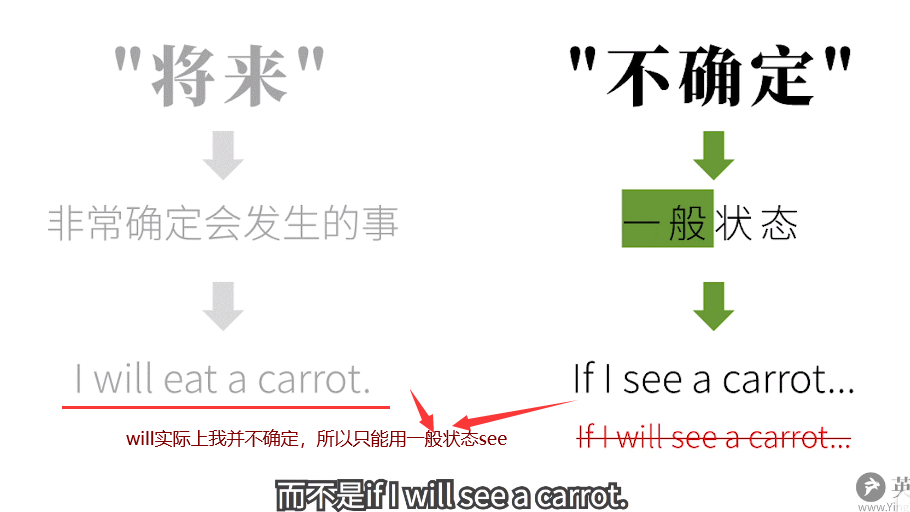 "将来"
"不确定"
非常确定会发生的事
一般状态
I will eat a carrot.
If I see a carrot...
will实际上我并不确定，所以只能用一般状态see
If I will see a carrot...
而不是if I will see a carrot.
英
www.Ying